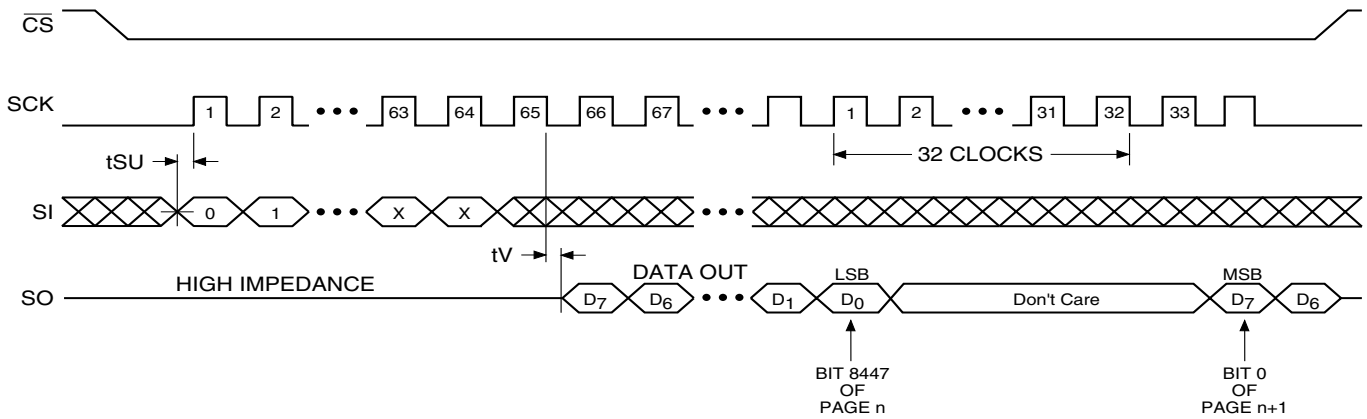 CS
SCK
1 2 ••• 63 64 65 66 67 ••• 1 2 ••• 31 32 33
tSU
32 CLOCKS
SI
0 1 ••• X X •••
tV
HIGH IMPEDANCE
DATA OUT
LSB
MSB
SO
D7 D6 ••• D1 D0 Don't Care D7 D6
BIT 8447
OF
PAGE n
BIT 0
OF
PAGE n+1